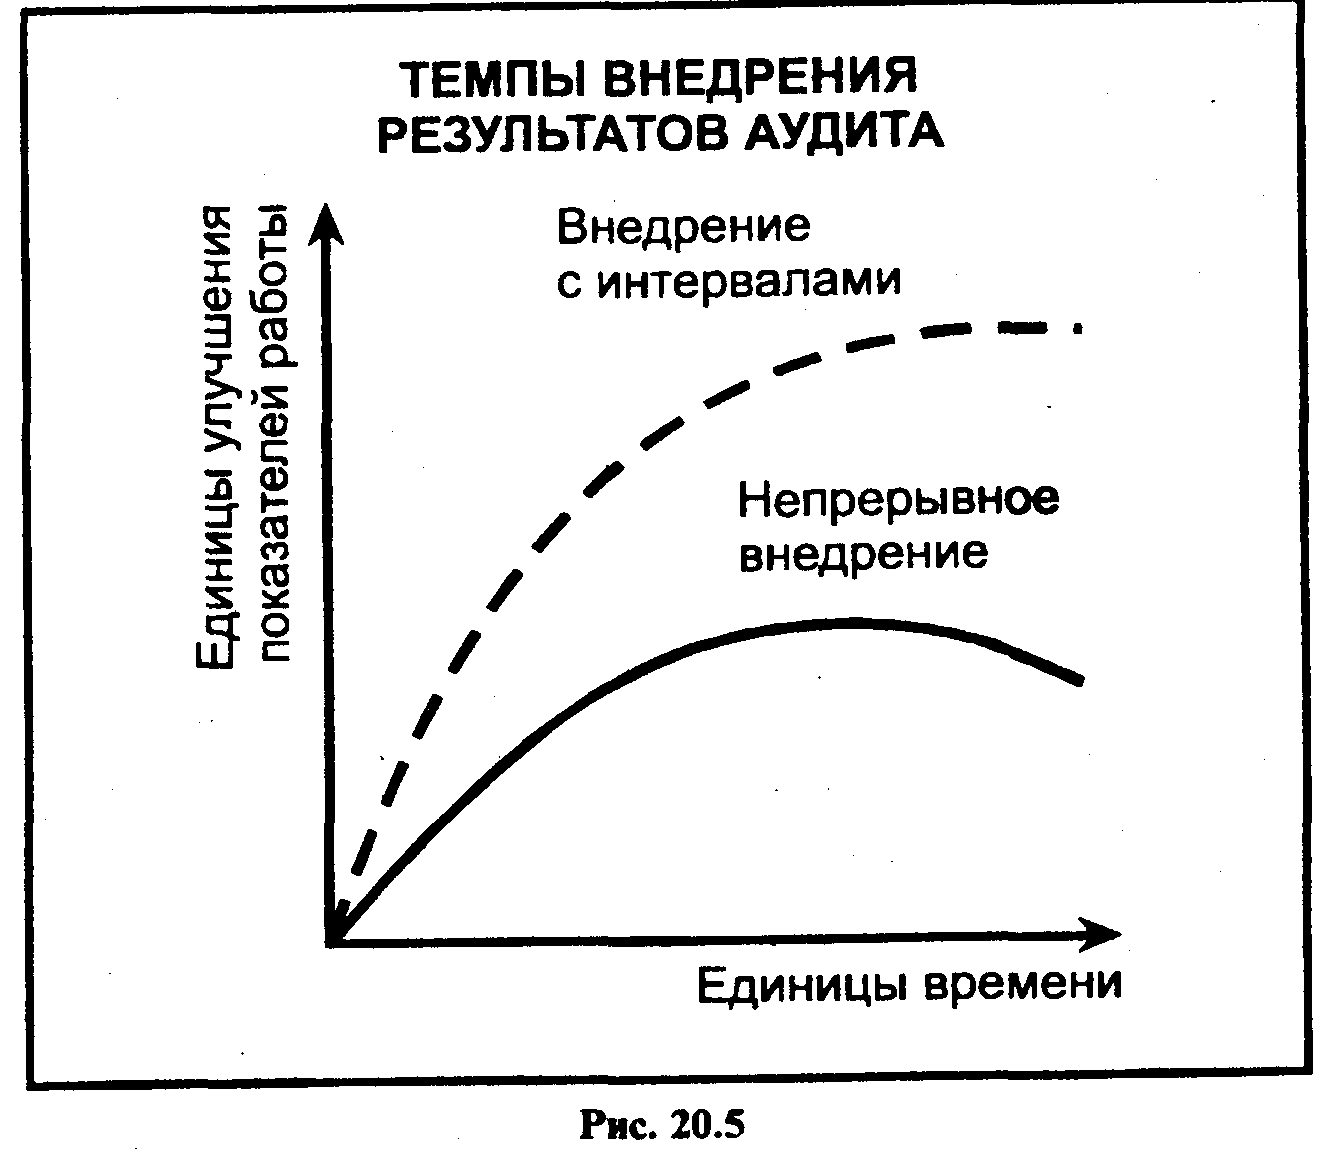 ТЕМПЫ ВНЕДРЕНИЯ
РЕЗУЛЬТАТОВ АУДИТА
Единицы улучшения
показателей работы
Внедрение
с интервалами
Непрерывное
внедрение
Единицы времени
Рис. 20.5